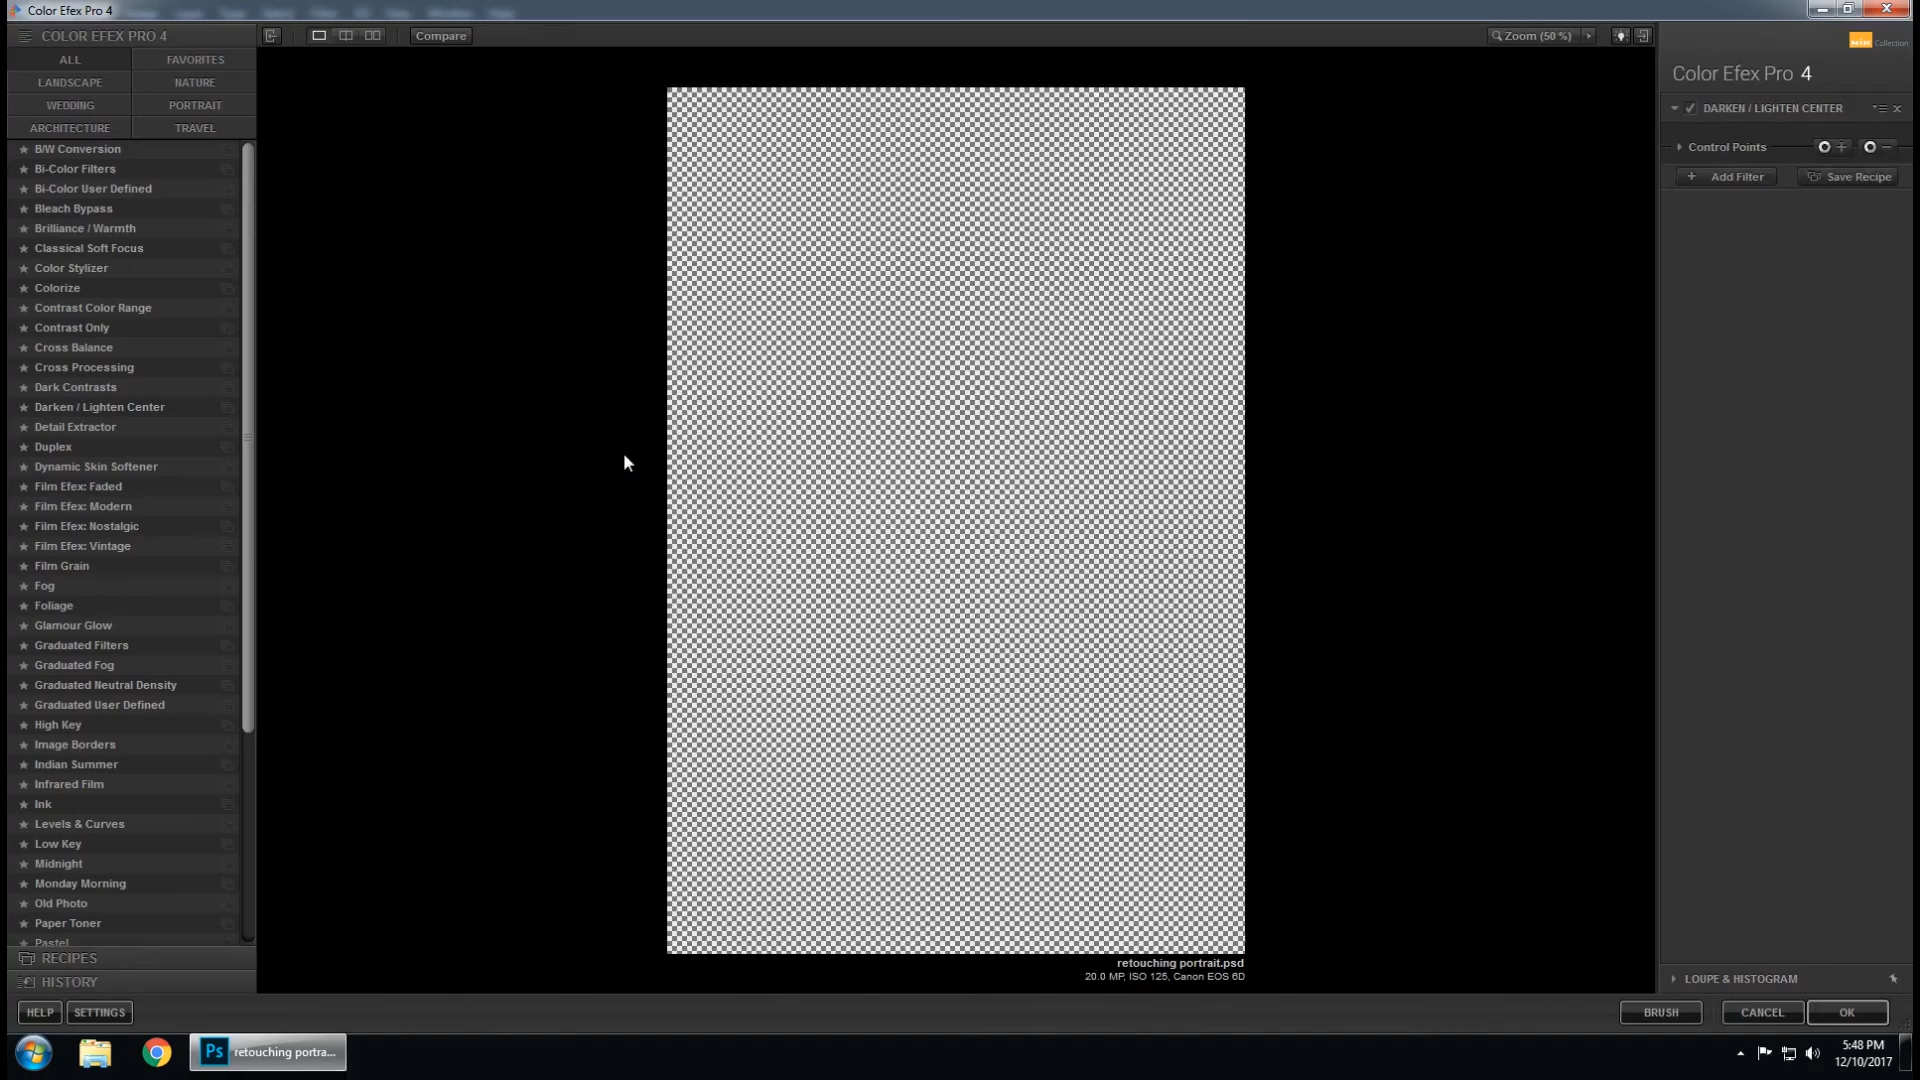 Color Efex Pro 4
COLOR EFEX PRO 4
ALL
FAVORITES
LANDSCAPE
NATURE
WEDDING
PORTRAIT
ARCHITECTURE
TRAVEL
B/W Conversion
Bi-Color Filters
Bi-Color User Defined
Bleach Bypass
Brilliance / Warmth
Classical Soft Focus
Color Stylizer
Colorize
Contrast Color Range
Contrast Only
Cross Balance
Cross Processing
Dark Contrasts
Darken / Lighten Center
Detail Extractor
Duplex
Dynamic Skin Softener
Film Efex: Faded
Film Efex: Modern
Film Efex: Nostalgic
Film Efex: Vintage
Film Grain
Fog
Foliage
Glamour Glow
Graduated Filters
Graduated Fog
Graduated Neutral Density
Graduated User Defined
High Key
Image Borders
Indian Summer
Infrared Film
Ink
Levels & Curves
Low Key
Midnight
Monday Morning
Old Photo
Paper Toner
Pastel
RECIPES
HISTORY
HELP
SETTINGS
Compare
Zoom (50 %)
retouching portrait.psd
20.0 MP, ISO 125, Canon EOS 6D
Nik Collection
Color Efex Pro 4
DARKEN / LIGHTEN CENTER
Control Points
+ Add Filter
Save Recipe
LOUPE & HISTOGRAM
BRUSH
CANCEL
OK
Ps
retouching portra...
5:48 PM
12/10/2017